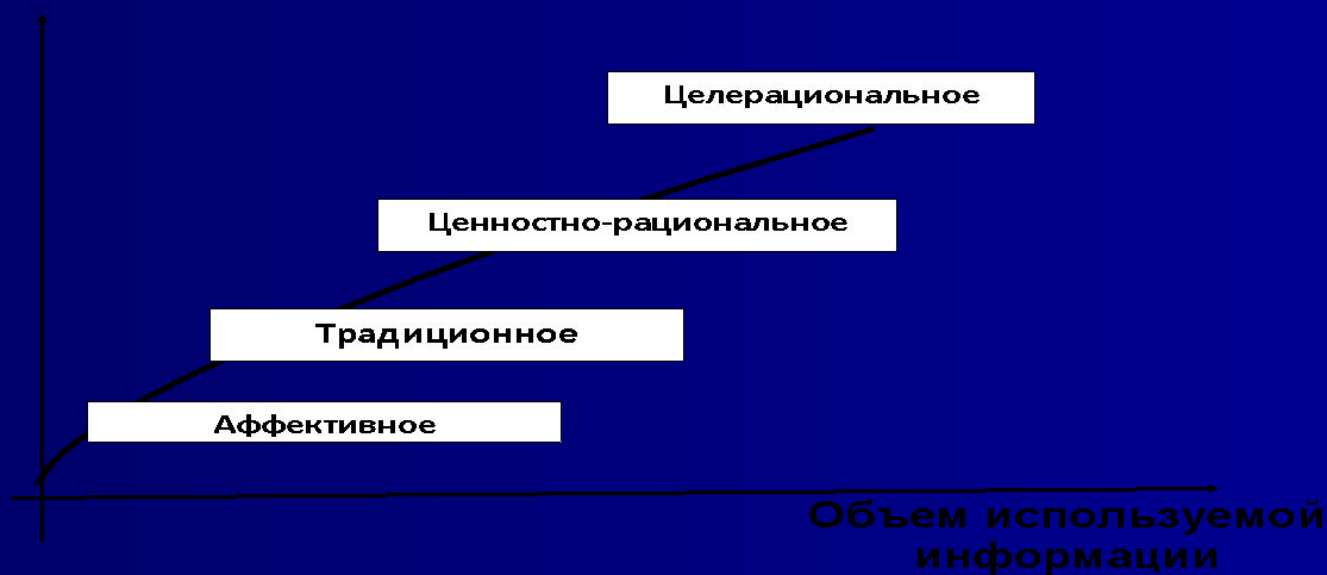 Целерациональное
Ценностно-рациональное
Традиционное
Аффективное
Объем используемой
информации